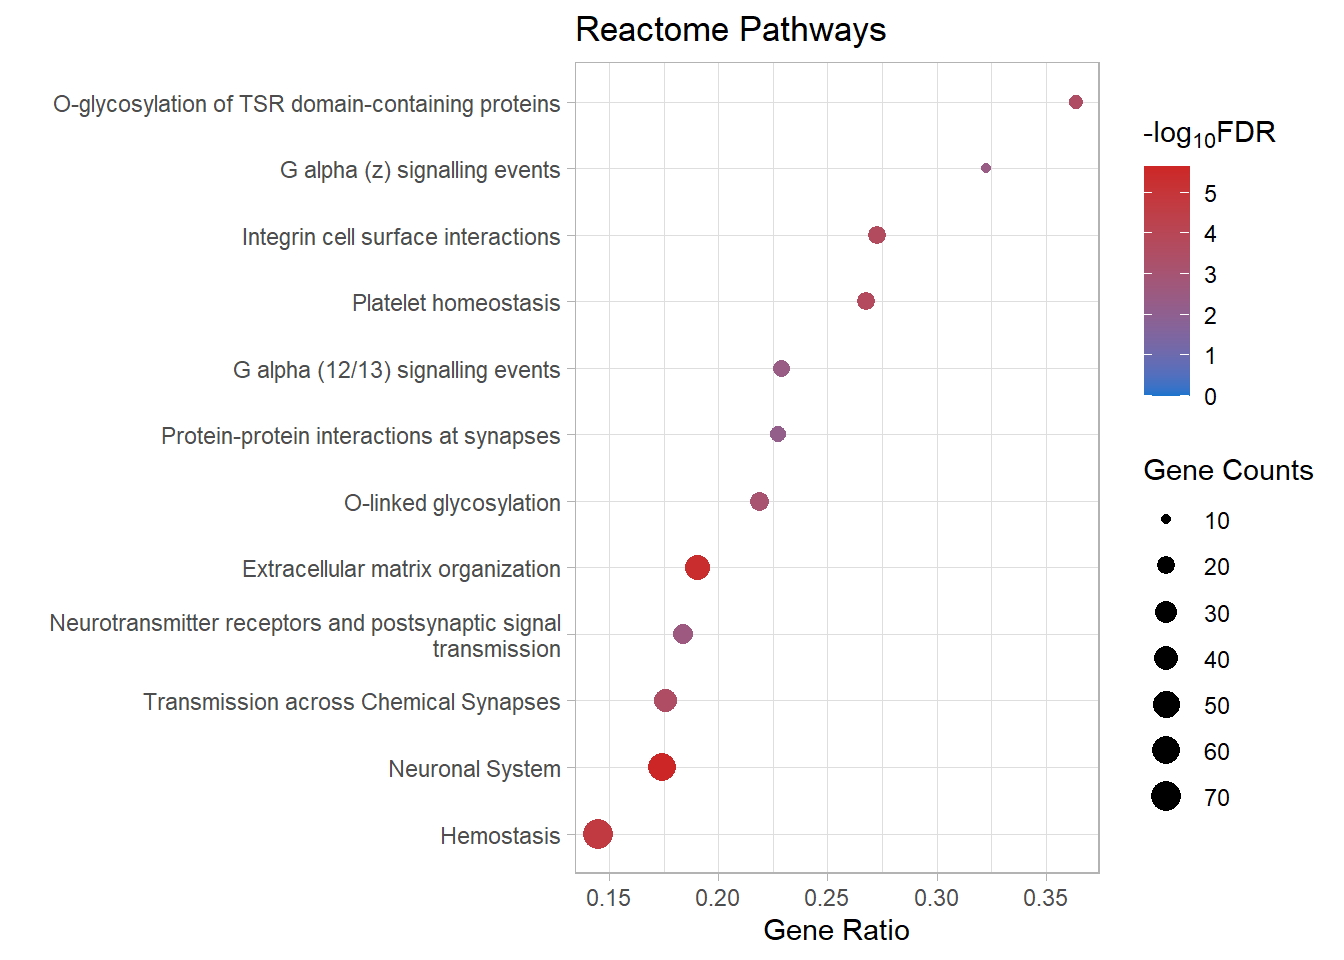 Reactome Pathways
O-glycosylation of TSR domain-containing proteins
G alpha (z) signalling events
Integrin cell surface interactions
Platelet homeostasis
G alpha (12/13) signalling events
Protein-protein interactions at synapses
O-linked glycosylation
Extracellular matrix organization
Neurotransmitter receptors and postsynaptic signal
transmission
Transmission across Chemical Synapses
Neuronal System
Hemostasis
0.15 0.20 0.25 0.30 0.35
Gene Ratio
-log₁₀FDR
5
4
3
2
1
0
Gene Counts
10
20
30
40
50
60
70